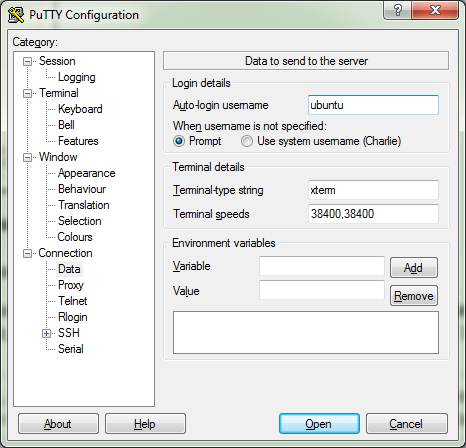 PuTTY Configuration
Category:
Session
Logging
Terminal
Keyboard
Bell
Features
Window
Appearance
Behaviour
Translation
Selection
Colours
Connection
Data
Proxy
Telnet
Rlogin
SSH
Serial
Data to send to the server
Login details
Auto-login username ubuntu
When username is not specified:
Prompt Use system username (Charlie)
Terminal details
Terminal-type string xterm
Terminal speeds 38400,38400
Environment variables
Variable Add
Value Remove
About Help Open Cancel